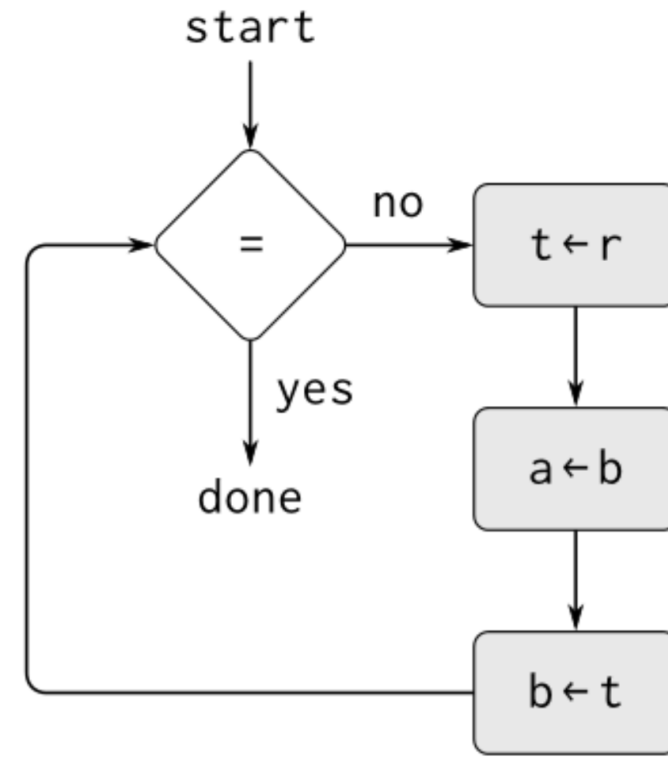 start
=
no
t←r
yes
a←b
done
b←t